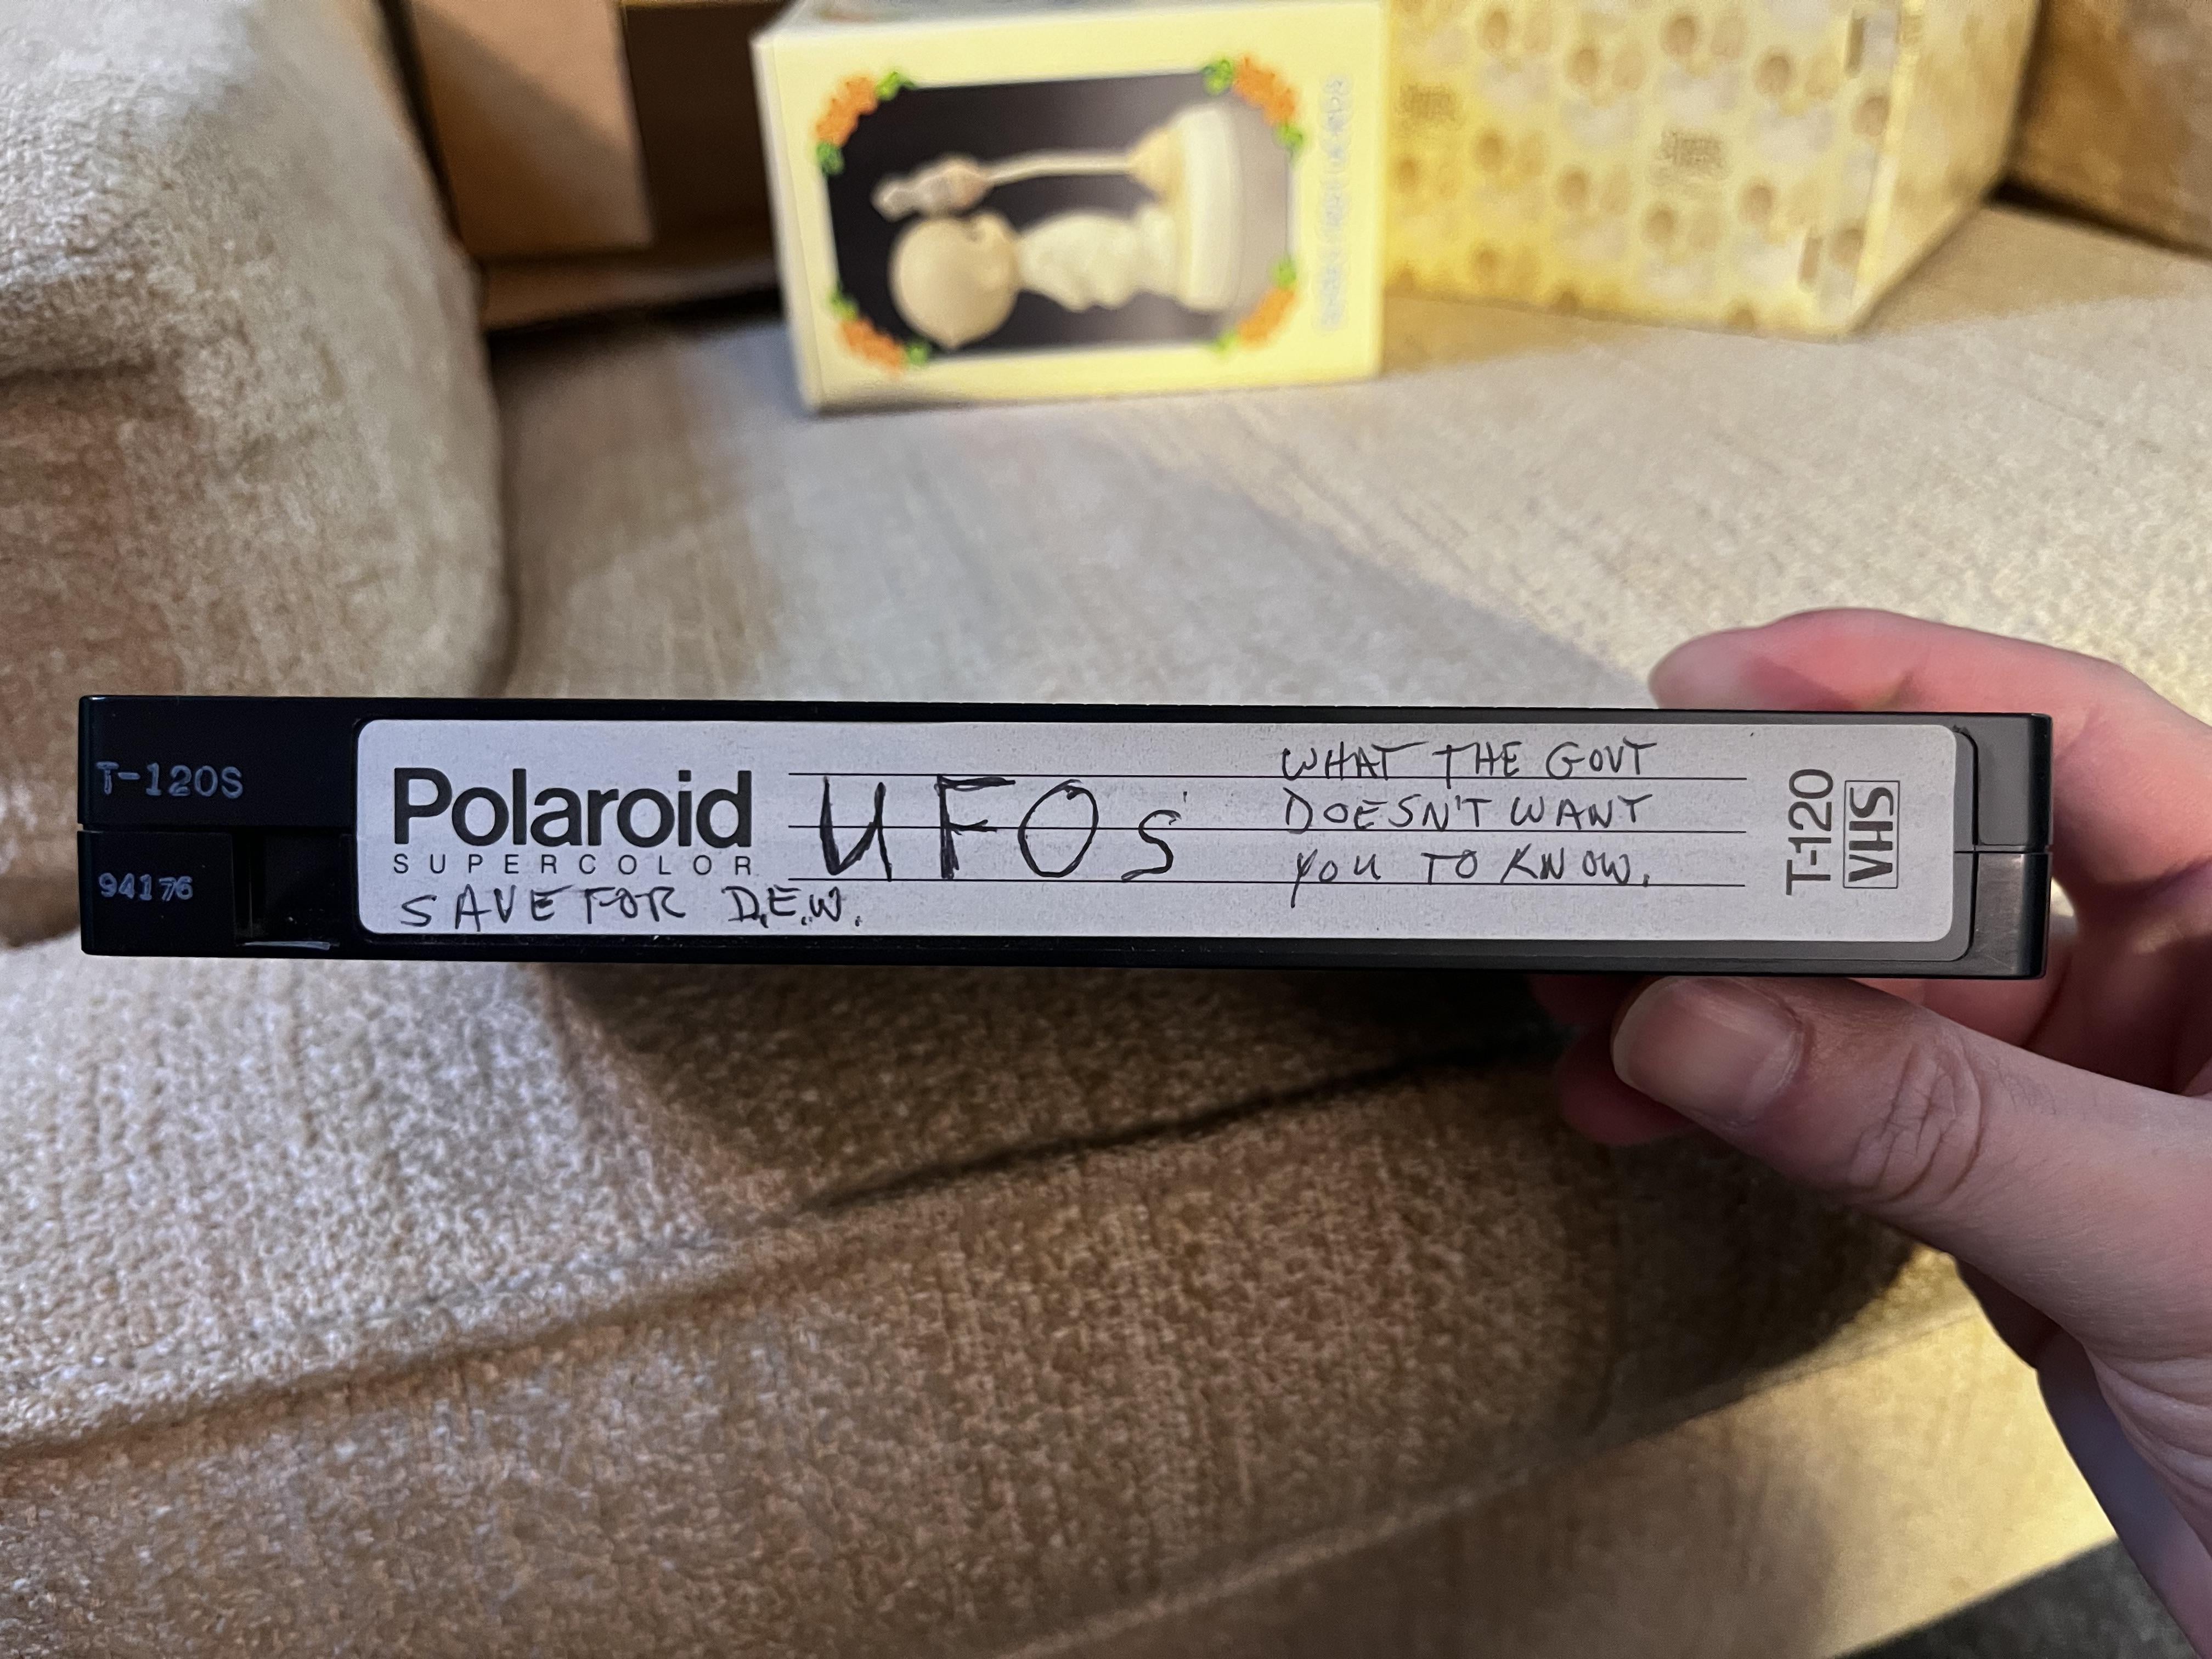 T-120S
94176
Polaroid
SUPERCOLOR
SAVE FOR D.E.W.
UFOs
WHAT THE GOVT
DOESN'T WANT
YOU TO KNOW.
T-120
VHS